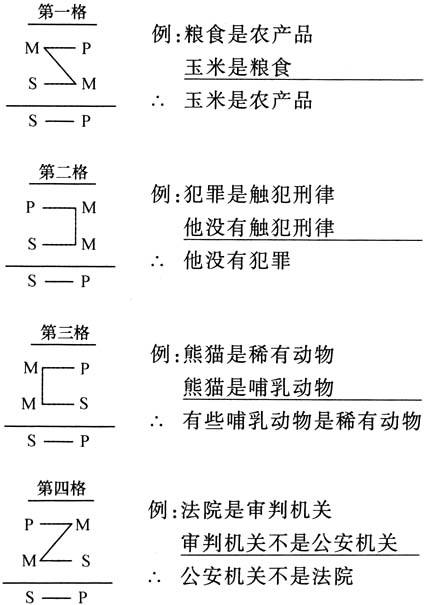 第一格
M — P 例:粮食是农产品
S — M 玉米是粮食
S — P ∴ 玉米是农产品
第二格
P — M 例:犯罪是触犯刑律
S — M 他没有触犯刑律
S — P ∴ 他没有犯罪
第三格
M — P 例:熊猫是稀有动物
M — S 熊猫是哺乳动物
S — P ∴ 有些哺乳动物是稀有动物
第四格
P — M 例:法院是审判机关
M — S 审判机关不是公安机关
S — P ∴ 公安机关不是法院